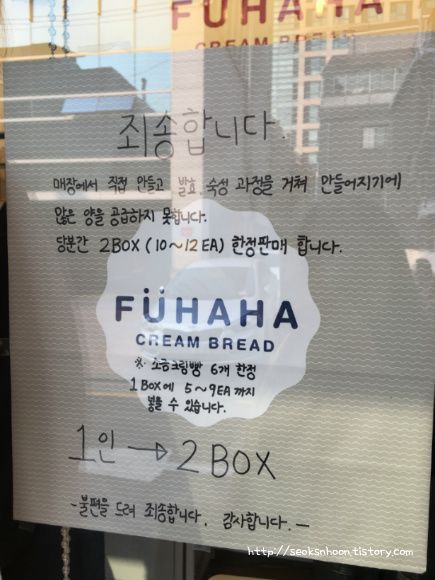 FUHAHA
CREAM BREAD
죄송합니다.
매장에서 직접 만들고 발효 숙성 과정을 거쳐 만들어지기에
많은 양을 공급하지 못합니다.
당분간 2BOX (10~12EA) 한정판매 합니다.
FÜHAHA
CREAM BREAD
※ 소금크림빵 6개 한정
1BOX에 5~9EA 까지
넣을 수 있습니다.
1인 → 2 BOX
-불편을 드려 죄송합니다. 감사합니다.-
http://seoksnhoon.tistory.com